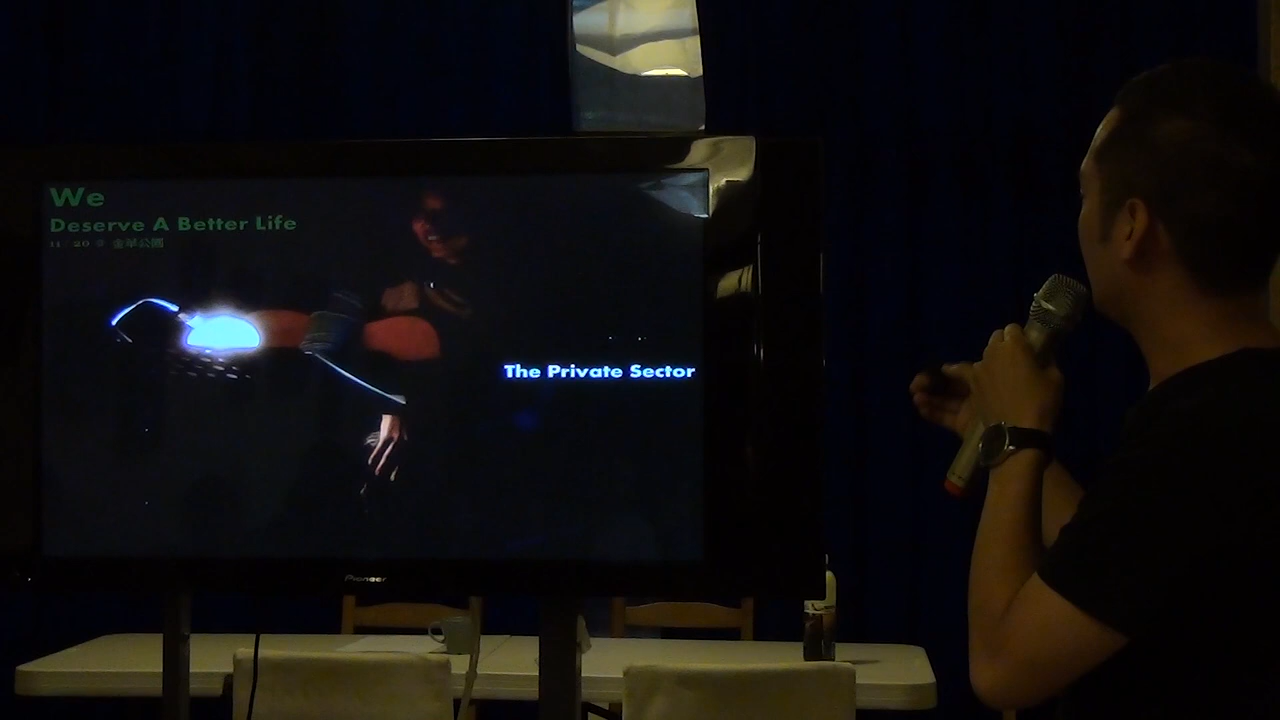 We
Deserve A Better Life
11 / 20 @ 金華公園
The Private Sector
Pioneer